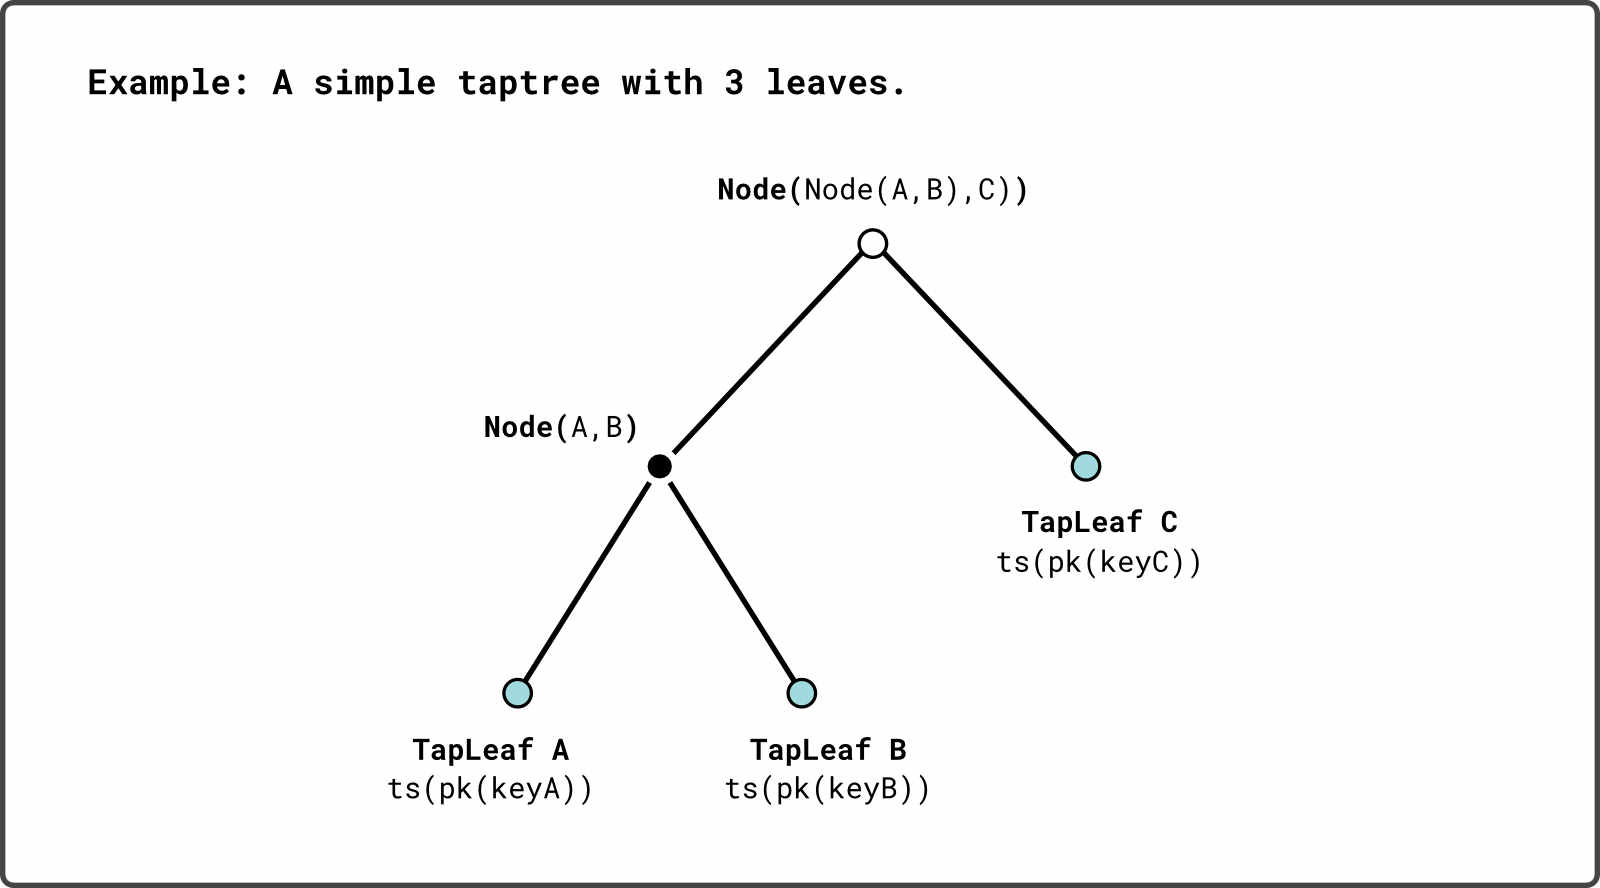 Example: A simple taptree with 3 leaves.
Node(Node(A,B),C))
Node(A,B)
TapLeaf C
ts(pk(keyC))
TapLeaf A
ts(pk(keyA))
TapLeaf B
ts(pk(keyB))